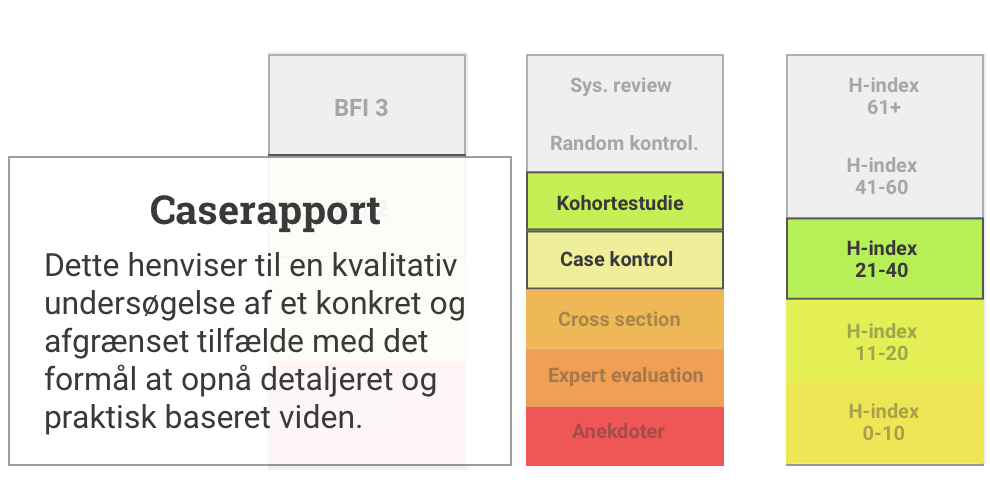 BFI 3
Caserapport
Dette henviser til en kvalitativ
undersøgelse af et konkret og
afgrænset tilfælde med det
formål at opnå detaljeret og
praktisk baseret viden.
Sys. review
Random kontrol.
Kohortestudie
Case kontrol
Cross section
Expert evaluation
Anekdoter
H-index
61+
H-index
41-60
H-index
21-40
H-index
11-20
H-index
0-10